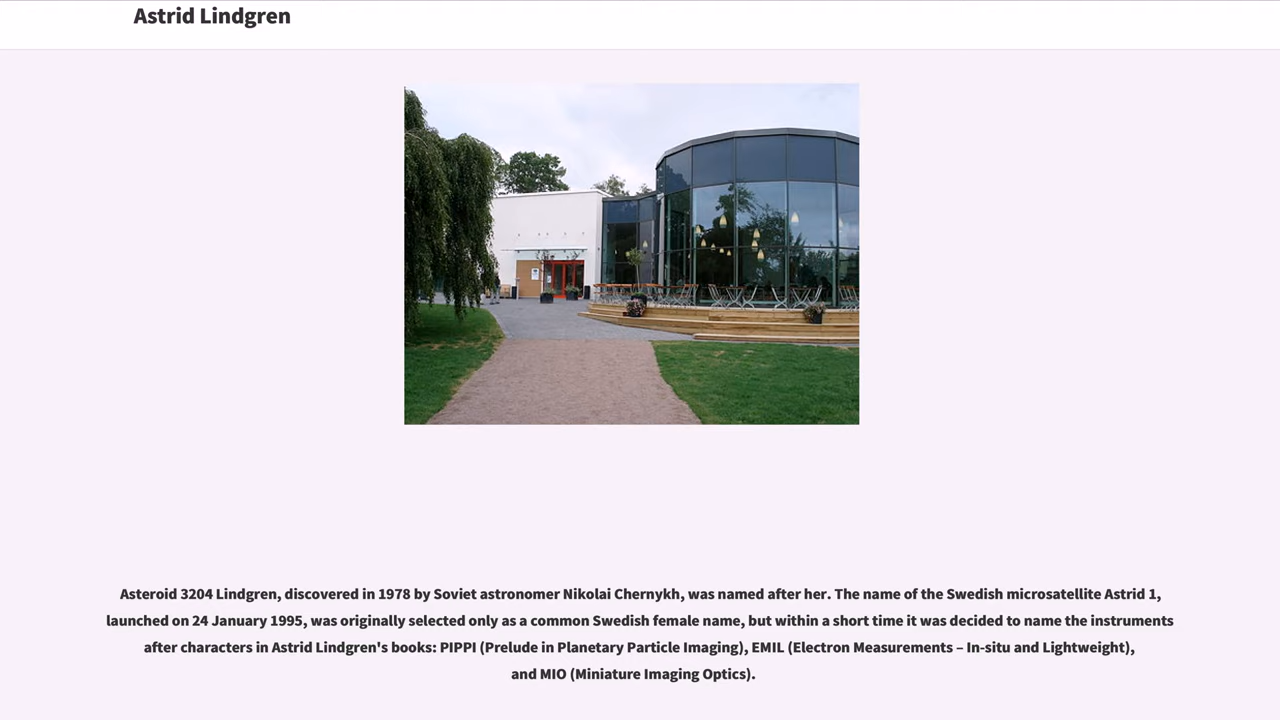 Astrid Lindgren
Asteroid 3204 Lindgren, discovered in 1978 by Soviet astronomer Nikolai Chernykh, was named after her. The name of the Swedish microsatellite Astrid 1,
launched on 24 January 1995, was originally selected only as a common Swedish female name, but within a short time it was decided to name the instruments
after characters in Astrid Lindgren's books: PIPPI (Prelude in Planetary Particle Imaging), EMIL (Electron Measurements – In-situ and Lightweight),
and MIO (Miniature Imaging Optics).